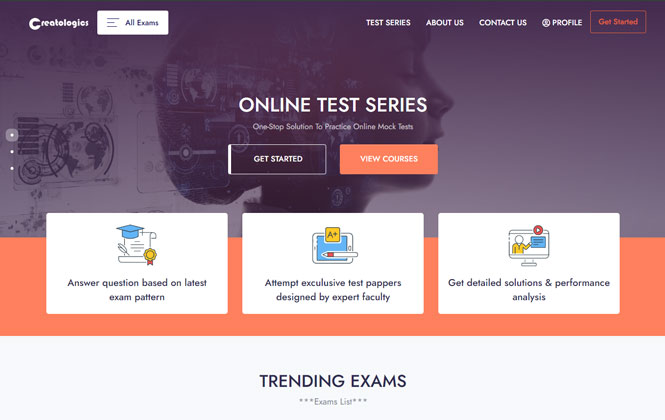 Creatologics
All Exams
TEST SERIES
ABOUT US
CONTACT US
PROFILE
Get Started
ONLINE TEST SERIES
One-Stop Solution To Practice Online Mock Tests
GET STARTED
VIEW COURSES
A+
Answer question based on latest
exam pattern
Attempt exculusive test pappers
designed by expert faculty
Get detailed solutions & performance
analysis
TRENDING EXAMS
***Exams List***